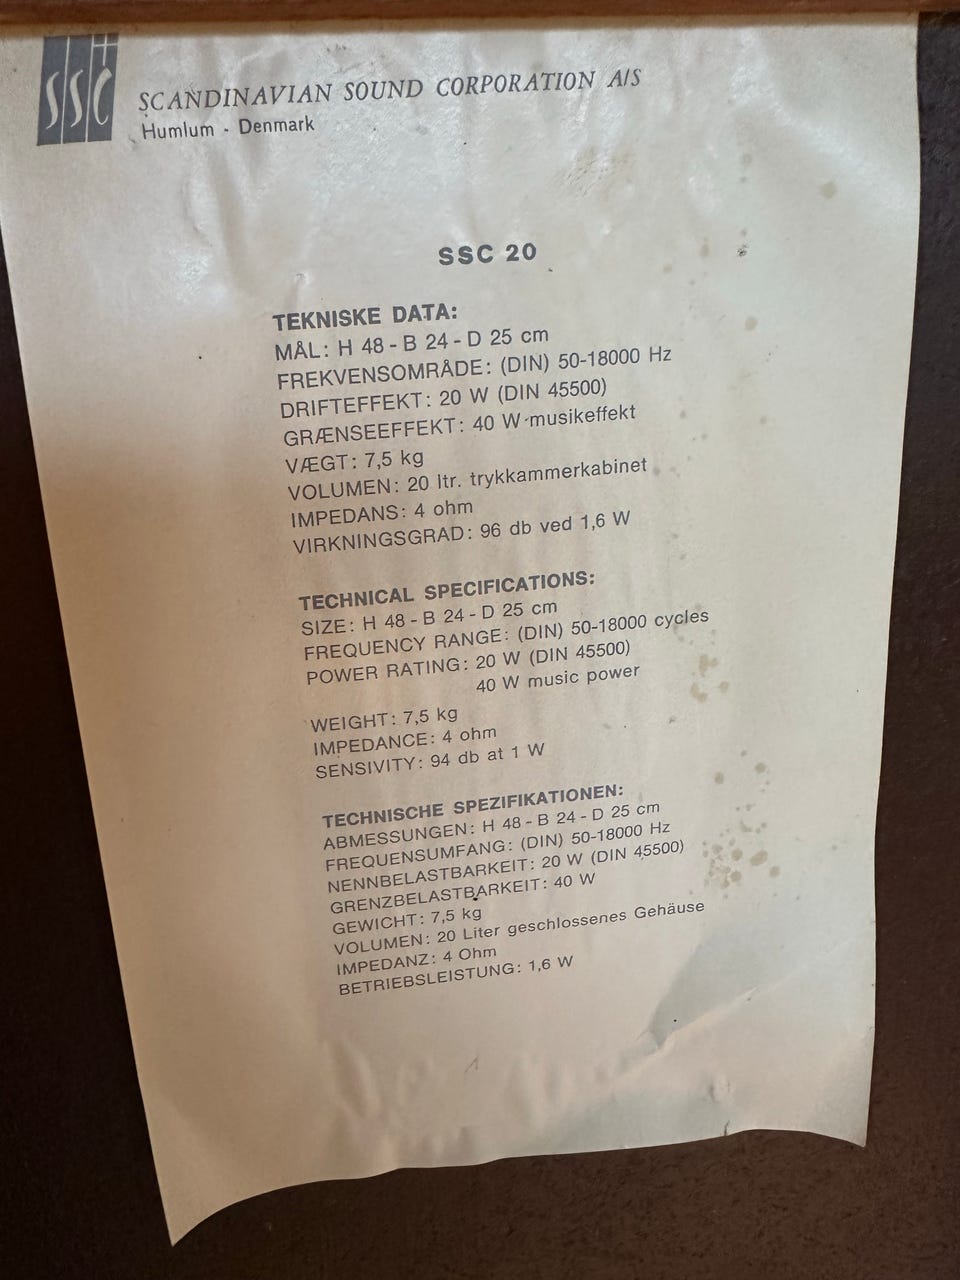 SSC
SCANDINAVIAN SOUND CORPORATION A/S
Humlum - Denmark
SSC 20
TEKNISKE DATA:
MÅL: H 48 - B 24 - D 25 cm
FREKVENSOMRÅDE: (DIN) 50-18000 Hz
DRIFTEFFEKT: 20 W (DIN 45500)
GRÆNSEEFFEKT: 40 W musikeffekt
VÆGT: 7,5 kg
VOLUMEN: 20 ltr. trykkammerkabinet
IMPEDANS: 4 ohm
VIRKNINGSGRAD: 96 db ved 1,6 W
TECHNICAL SPECIFICATIONS:
SIZE: H 48 - B 24 - D 25 cm
FREQUENCY RANGE: (DIN) 50-18000 cycles
POWER RATING: 20 W (DIN 45500)
40 W music power
WEIGHT: 7,5 kg
IMPEDANCE: 4 ohm
SENSIVITY: 94 db at 1 W
TECHNISCHE SPEZIFIKATIONEN:
ABMESSUNGEN: H 48 - B 24 - D 25 cm
FREQUENSUMFANG: (DIN) 50-18000 Hz
NENNBELASTBARKEIT: 20 W (DIN 45500)
GRENZBELASTBARKEIT: 40 W
GEWICHT: 7,5 kg
VOLUMEN: 20 Liter geschlossenes Gehäuse
IMPEDANZ: 4 Ohm
BETRIEBSLEISTUNG: 1,6 W